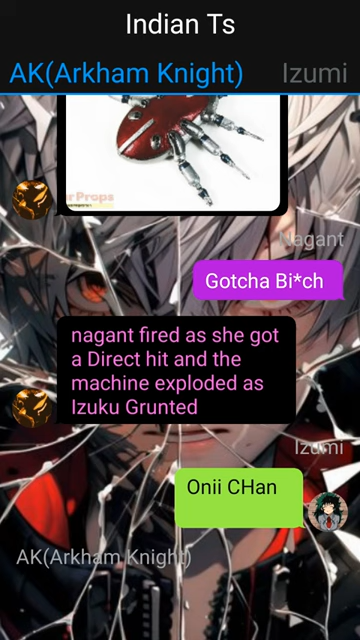 Indian Ts
AK(Arkham Knight) Izumi
r Props
Nagant
Gotcha Bi*ch
nagant fired as she got
a Direct hit and the
machine exploded as
Izuku Grunted
Izumi
Onii CHan
AK(Arkham Knight)